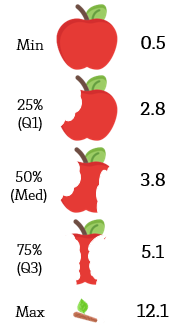 Min 0.5
25%
(Q1) 2.8
50%
(Med) 3.8
75%
(Q3) 5.1
Max 12.1